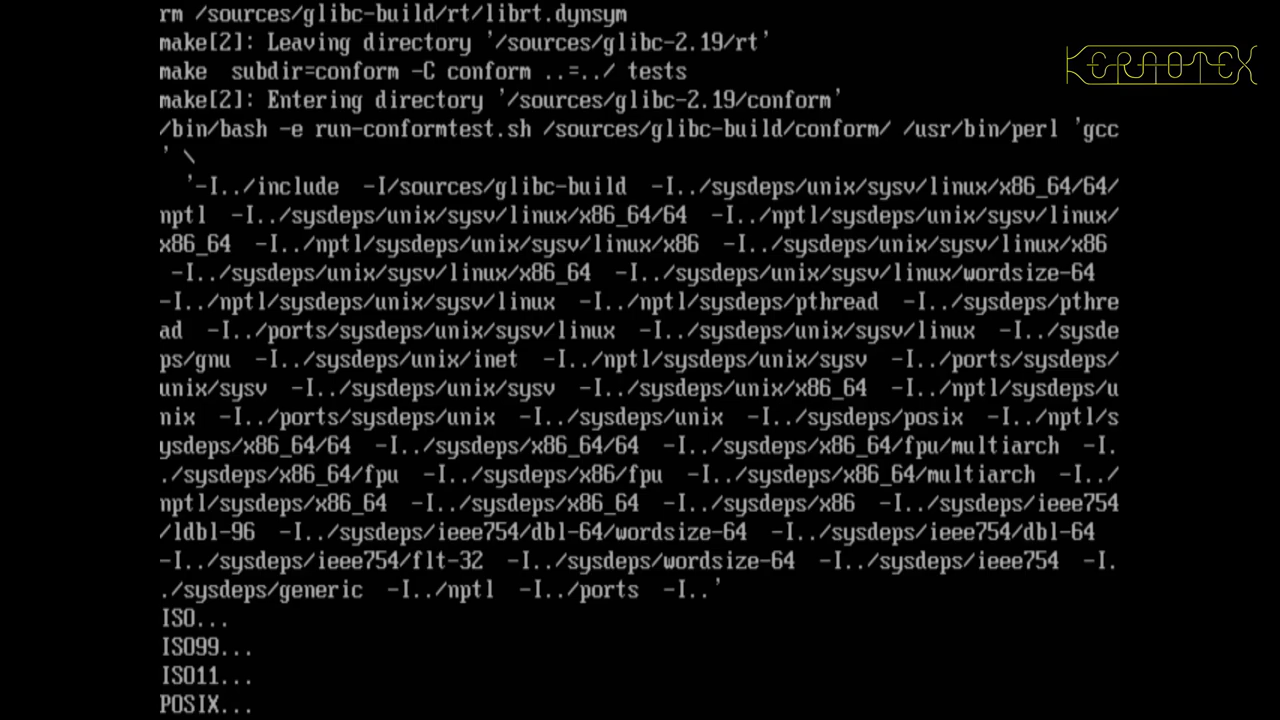 rm /sources/glibc-build/rt/librt.dynsym
make[2]: Leaving directory '/sources/glibc-2.19/rt'
make  subdir=conform -C conform ..=../ tests
make[2]: Entering directory '/sources/glibc-2.19/conform'
/bin/bash -e run-conformtest.sh /sources/glibc-build/conform/ /usr/bin/perl 'gcc
' \
'-I../include  -I/sources/glibc-build  -I../sysdeps/unix/sysv/linux/x86_64/64/
nptl  -I../sysdeps/unix/sysv/linux/x86_64/64  -I../nptl/sysdeps/unix/sysv/linux/
x86_64  -I../nptl/sysdeps/unix/sysv/linux/x86  -I../sysdeps/unix/sysv/linux/x86
-I../sysdeps/unix/sysv/linux/x86_64  -I../sysdeps/unix/sysv/linux/wordsize-64
-I../nptl/sysdeps/unix/sysv/linux  -I../nptl/sysdeps/pthread  -I../sysdeps/pthre
ad  -I../ports/sysdeps/unix/sysv/linux  -I../sysdeps/unix/sysv/linux  -I../sysde
ps/gnu  -I../sysdeps/unix/inet  -I../nptl/sysdeps/unix/sysv  -I../ports/sysdeps/
unix/sysv  -I../sysdeps/unix/sysv  -I../sysdeps/unix/x86_64  -I../nptl/sysdeps/u
nix  -I../ports/sysdeps/unix  -I../sysdeps/unix  -I../sysdeps/posix  -I../nptl/s
ysdeps/x86_64/64  -I../sysdeps/x86_64/64  -I../sysdeps/x86_64/fpu/multiarch  -I.
./sysdeps/x86_64/fpu  -I../sysdeps/x86/fpu  -I../sysdeps/x86_64/multiarch  -I../
nptl/sysdeps/x86_64  -I../sysdeps/x86_64  -I../sysdeps/x86  -I../sysdeps/ieee754
/ldbl-96  -I../sysdeps/ieee754/dbl-64/wordsize-64  -I../sysdeps/ieee754/dbl-64
-I../sysdeps/ieee754/flt-32  -I../sysdeps/wordsize-64  -I../sysdeps/ieee754  -I.
./sysdeps/generic  -I../nptl  -I../ports  -I..'
ISO...
ISO99...
ISO11...
POSIX...